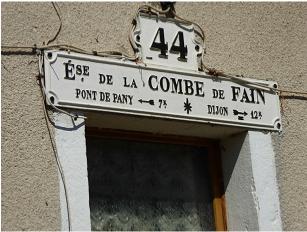 44
Ése DE LA COMBE DE FAIN
PONT DE PANY 7k DIJON 12k